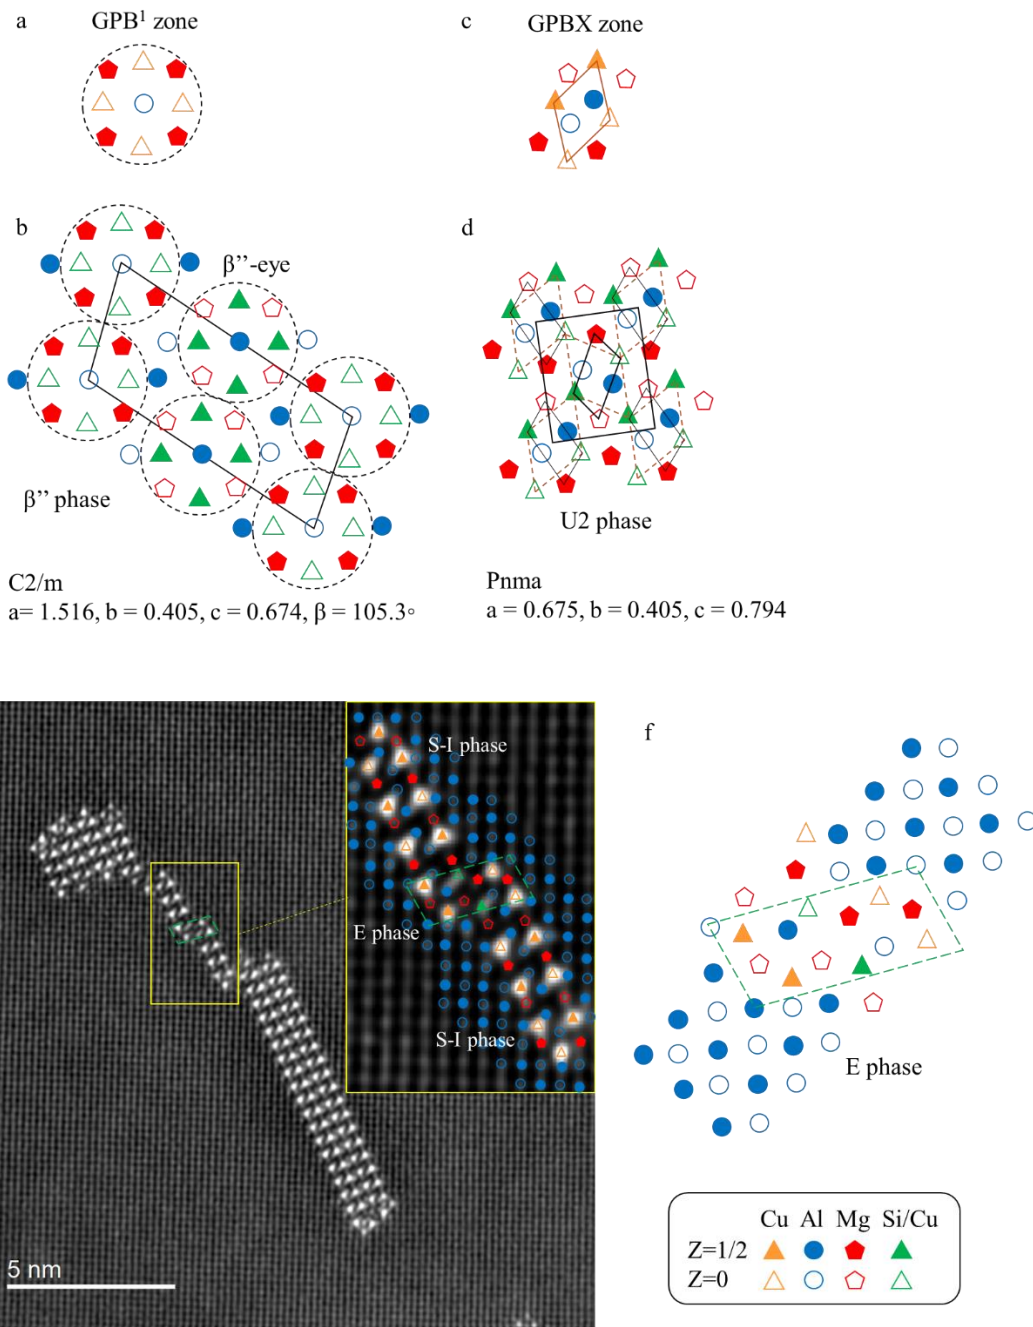 a
GPB¹ zone
c
GPBX zone
b
β’’-eye
β’’ phase
C2/m
a= 1.516, b = 0.405, c = 0.674, β = 105.3◦
d
U2 phase
Pnma
a = 0.675, b = 0.405, c = 0.794
S-I phase
E phase
S-I phase
5 nm
f
E phase
Cu Al Mg Si/Cu
Z=1/2
Z=0